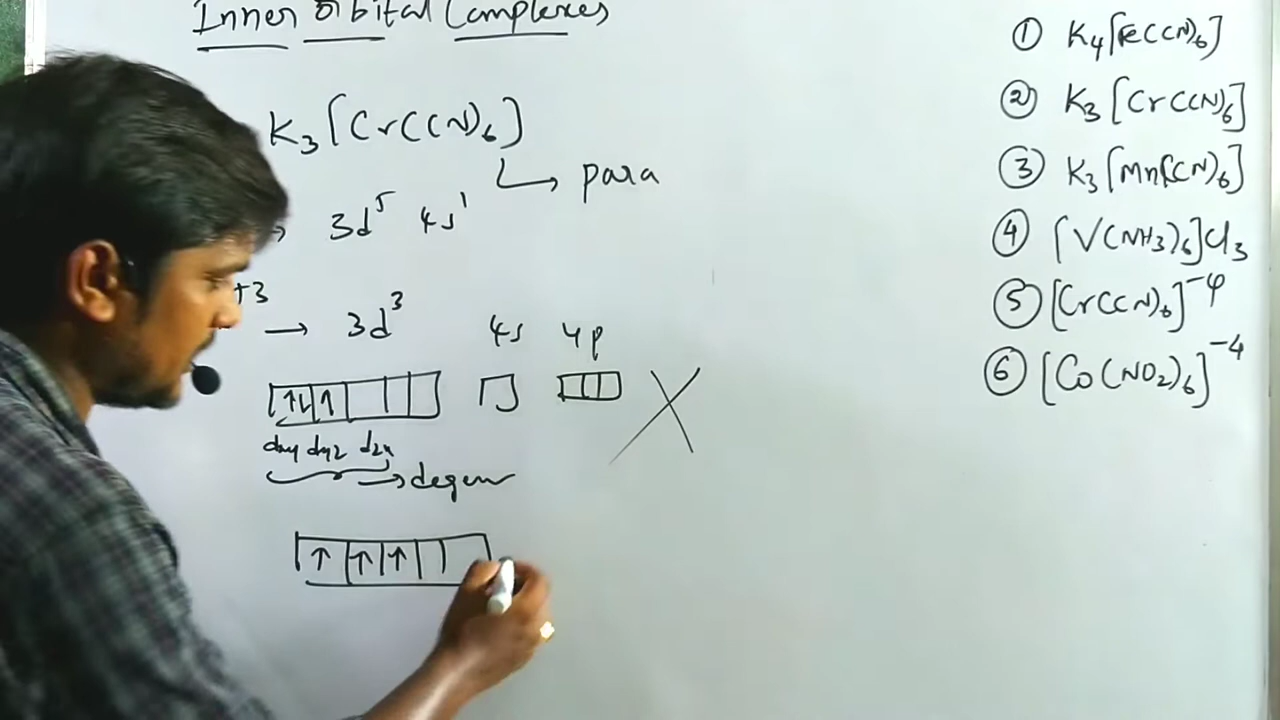 Inner orbital Complexes
K3[Cr(CN)6]
→ para
→ 3d5 4s1
+3 → 3d3 4s 4p
↑↓ ↑
dxy dyz dzx
→ degen
↑ ↑ ↑
① K4[Fe(CN)6]
② K3[Cr(CN)6]
③ K3[Mn(CN)6]
④ [V(NH3)6]Cl3
⑤ [Cr(CN)6]-4
⑥ [Co(NO2)6]-4